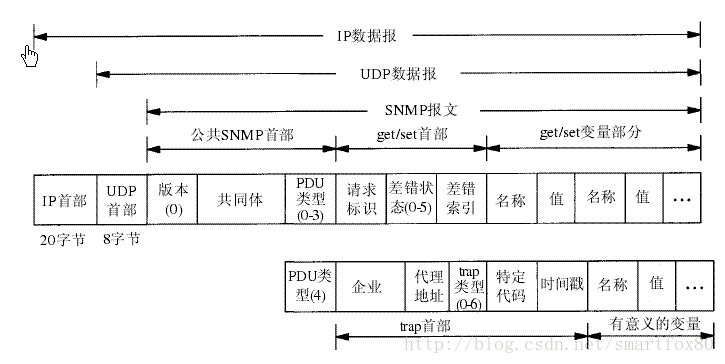 IP数据报
UDP数据报
SNMP报文
公共SNMP首部
get/set首部
get/set变量部分
IP首部
UDP
首部
版本
(0)
共同体
PDU
类型
(0-3)
请求
标识
差错状
态(0-5)
差错
索引
名称
值
名称
值
...
20字节
8字节
PDU类
型(4)
企业
代理
地址
trap
类型
(0-6)
特定
代码
时间戳
名称
值
...
trap首部
有意义的变量
http://blog.csdn.net/smartfox80